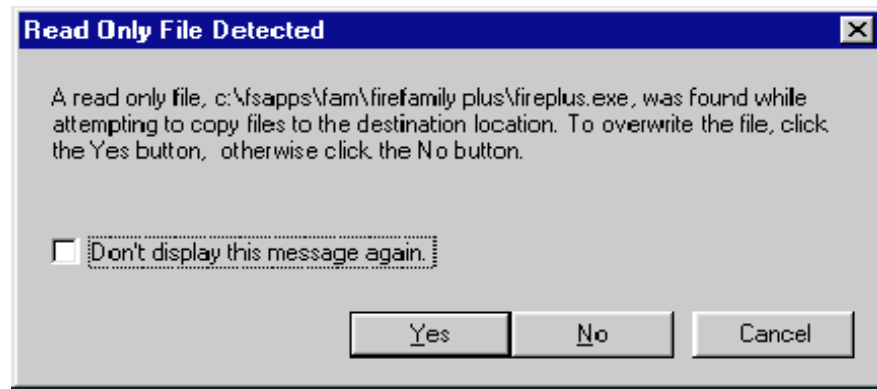 Read Only File Detected
A read only file, c:\fsapps\fam\firefamily plus\fireplus.exe, was found while
attempting to copy files to the destination location. To overwrite the file, click
the Yes button, otherwise click the No button.
Don't display this message again.
Yes No Cancel